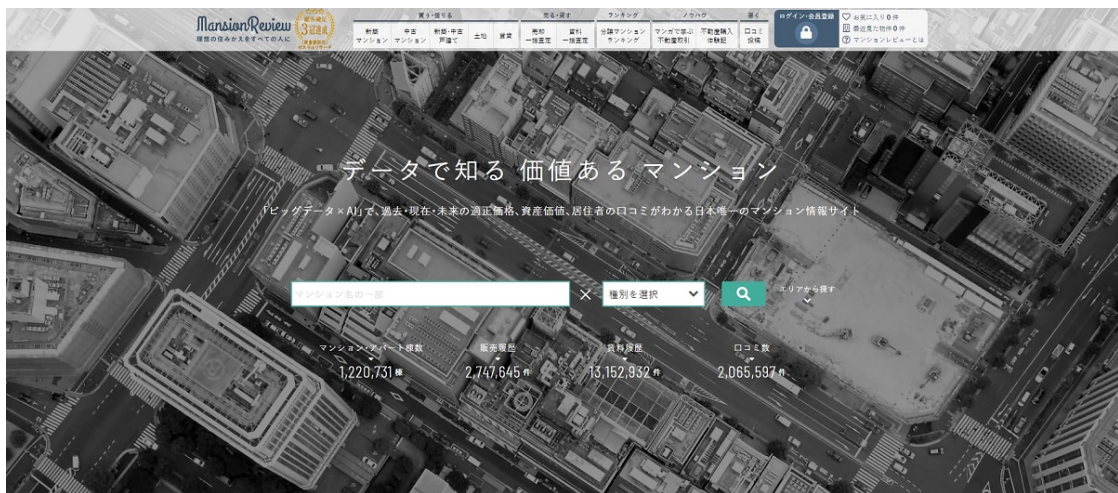 MansionReview
理想の住みかえをすべての人に
3冠達成
買う・借りる
新築
マンション
中古
マンション
新築・中古
戸建て
土地
賃貸
売る・貸す
売却
一括査定
賃料
一括査定
ランキング
分譲マンション
ランキング
ノウハウ
マンガで学ぶ
不動産取引
不動産購入
体験記
書く
口コミ
投稿
ログイン・会員登録
お気に入り0件
最近見た物件0件
マンションレビューとは
データで知る 価値ある マンション
「ビッグデータ×AI」で、過去・現在・未来の適正価格、資産価値、居住者の口コミがわかる日本唯一のマンション情報サイト
マンション名の一部
×
種別を選択
エリアから探す
マンション・アパート棟数
1,220,731棟
販売履歴
2,747,645件
賃料履歴
13,152,932件
口コミ数
2,065,597件